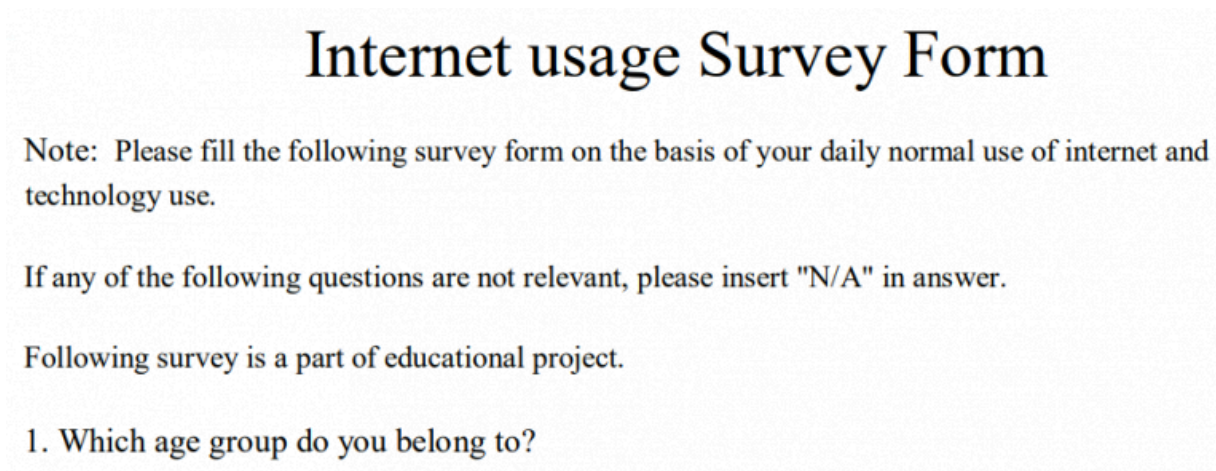 Internet usage Survey Form
Note:  Please fill the following survey form on the basis of your daily normal use of internet and
technology use.
If any of the following questions are not relevant, please insert "N/A" in answer.
Following survey is a part of educational project.
1. Which age group do you belong to?